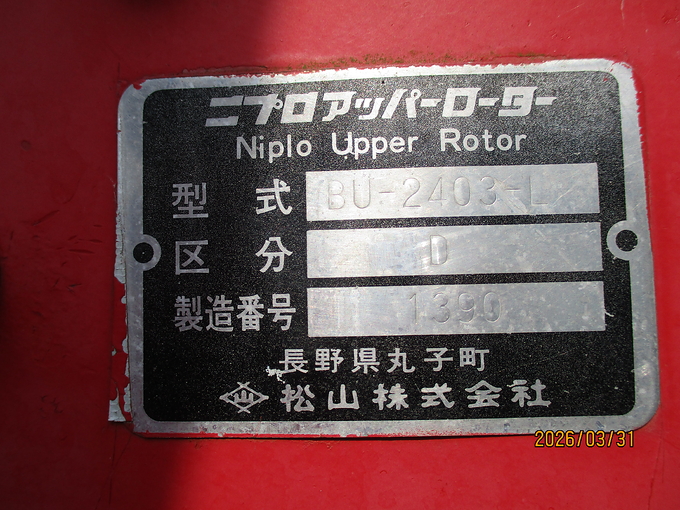 ニプロアッパーローター
Niplo Upper Rotor
型式 BU-2403-L
区分 D
製造番号 1390
長野県丸子町
松山株式会社
2026/03/31